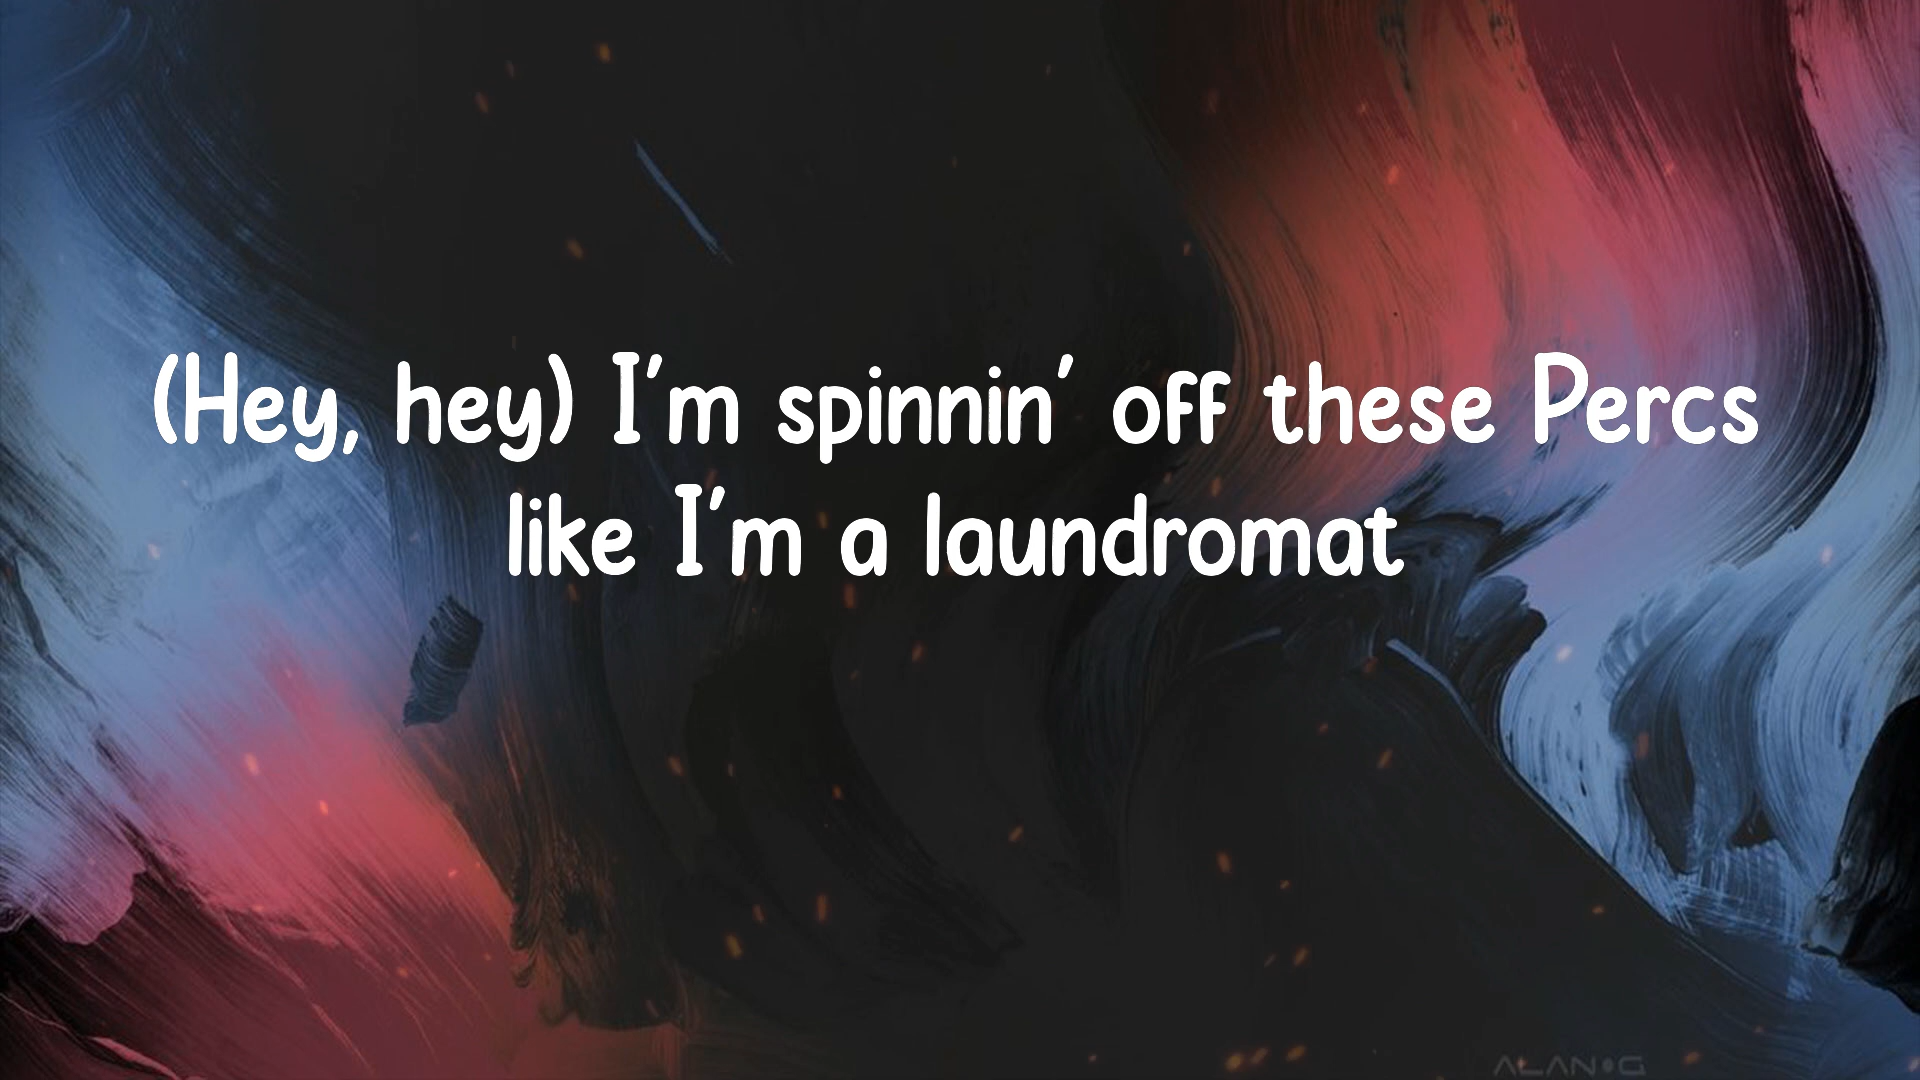 (Hey, hey) I'm spinnin' off these Percs
like I'm a laundromat
ALAN G